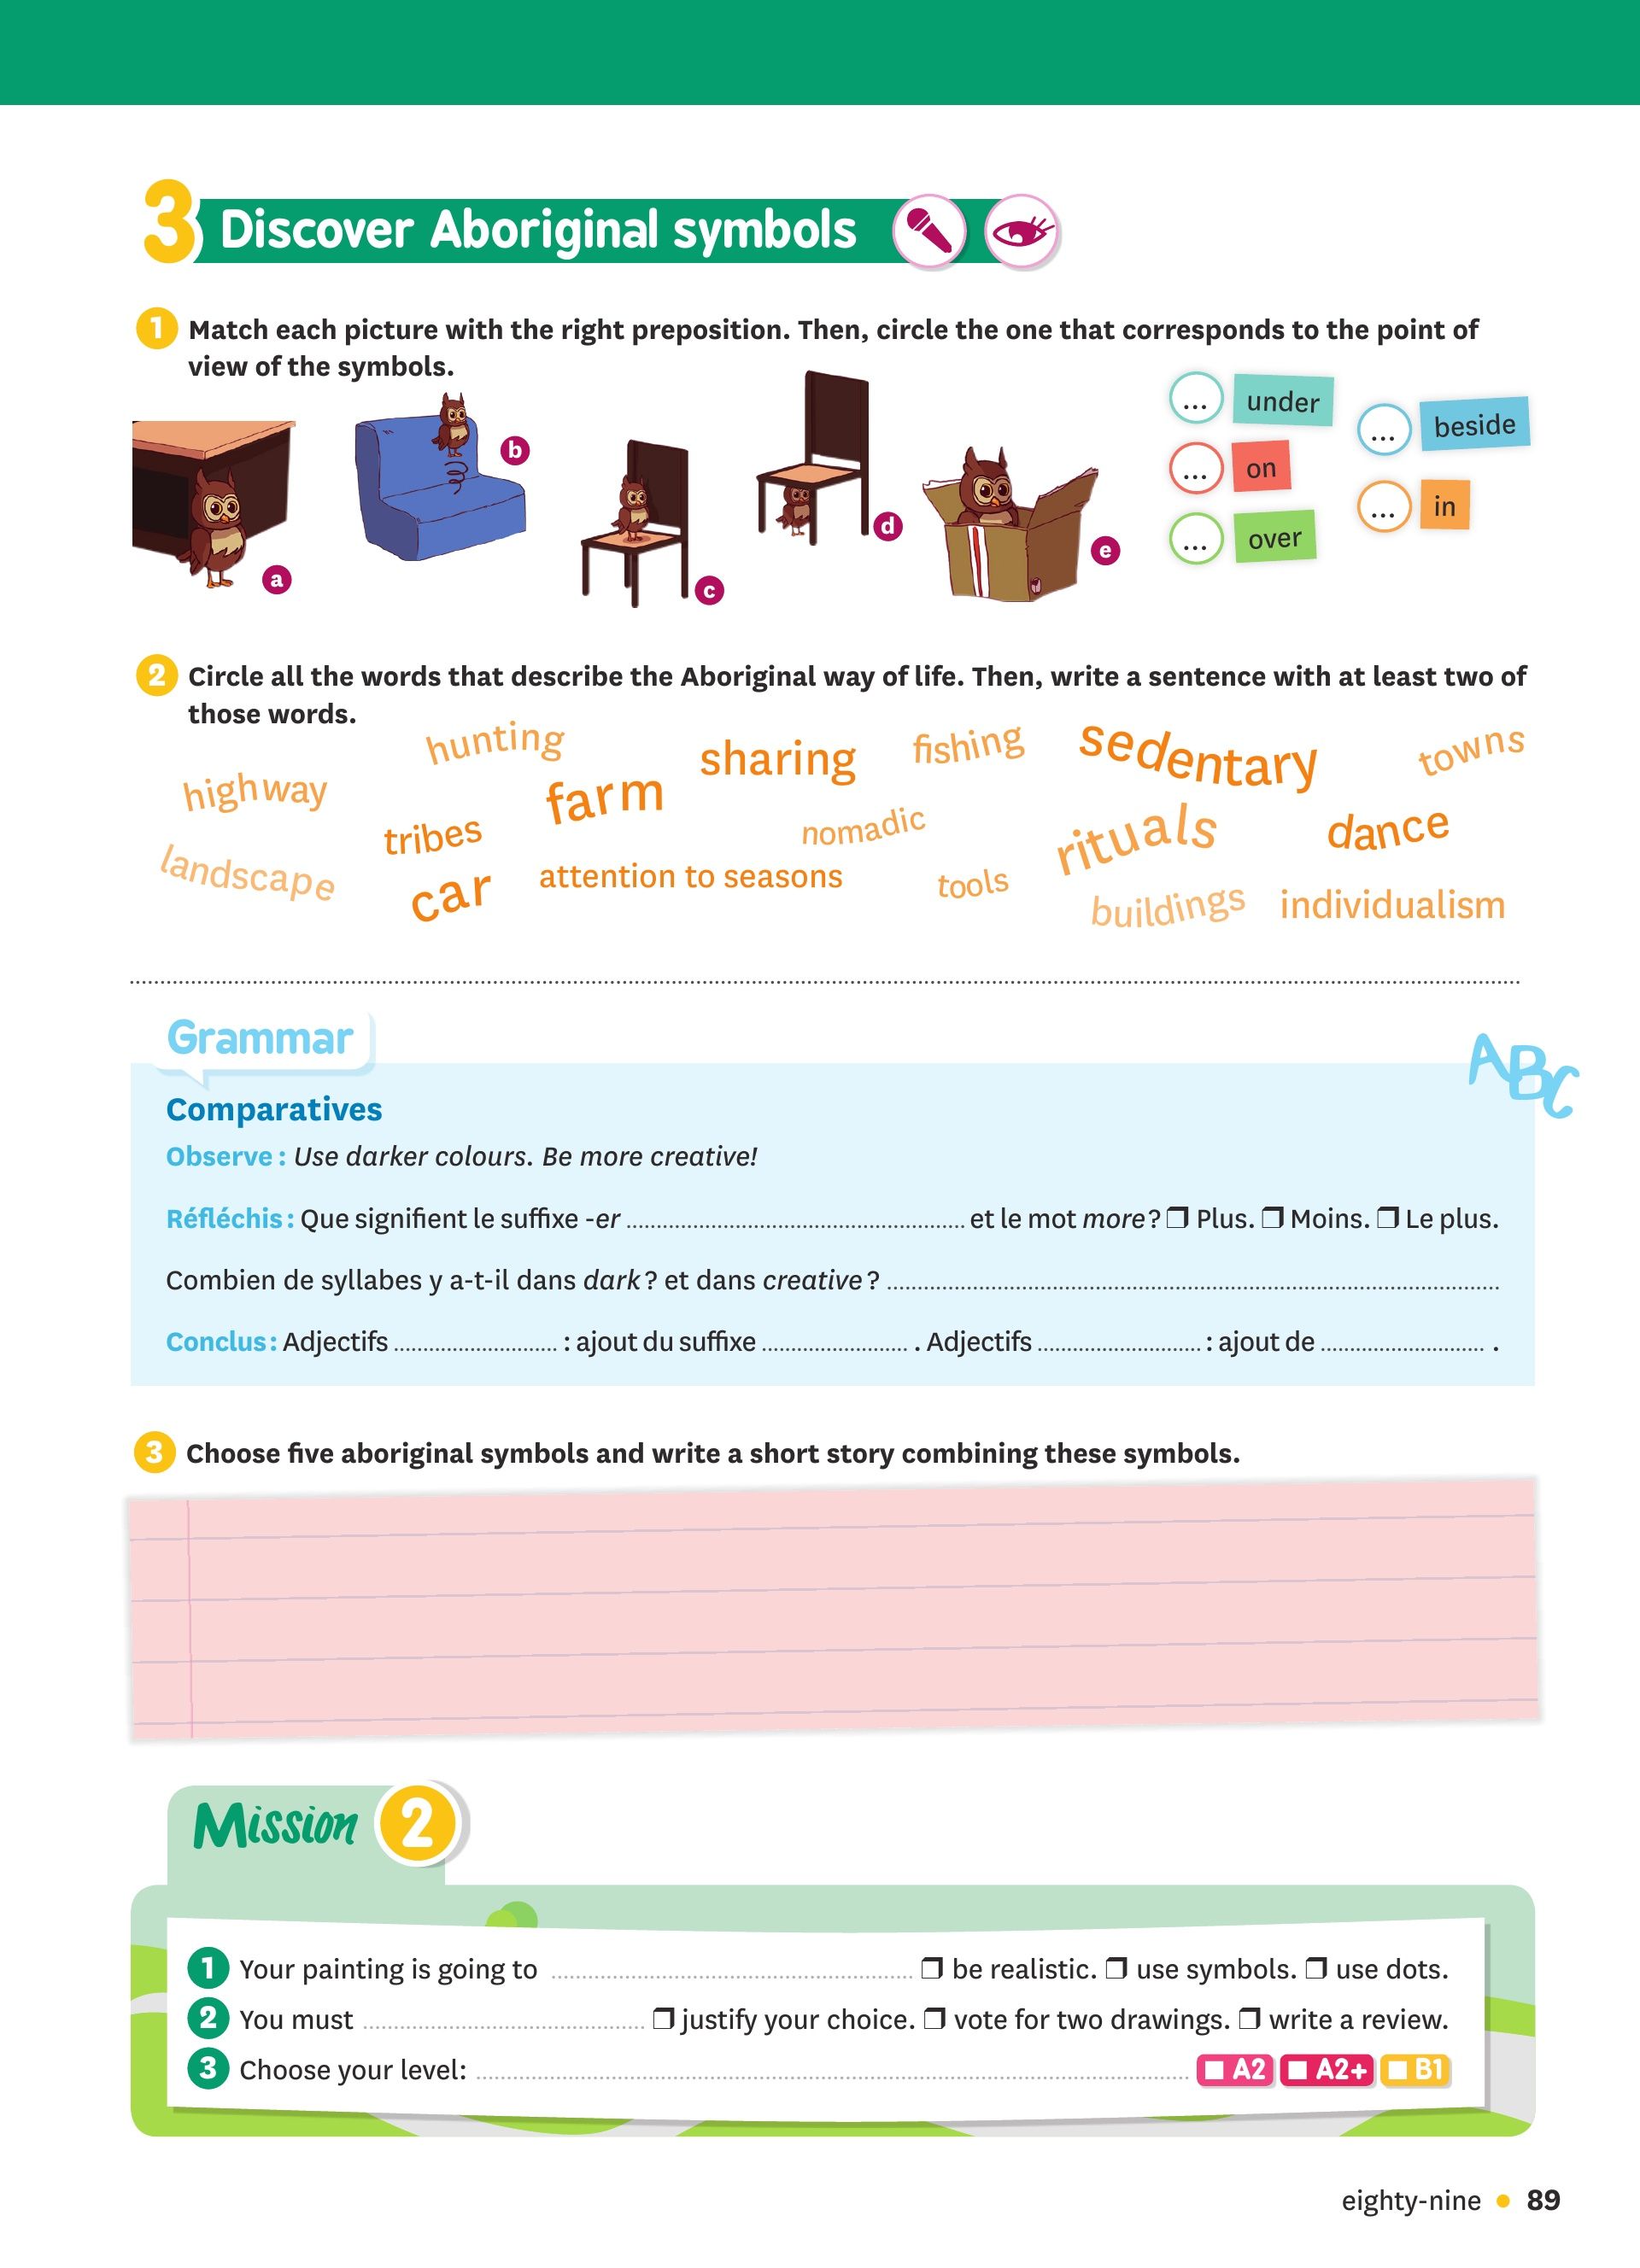 3 Discover Aboriginal symbols
1 Match each picture with the right preposition. Then, circle the one that corresponds to the point of
view of the symbols.
a
b
c
d
e
... under
... on
... over
... beside
... in
2 Circle all the words that describe the Aboriginal way of life. Then, write a sentence with at least two of
those words.
hunting
sharing
fishing
sedentary
towns
highway
farm
tribes
nomadic
rituals
dance
landscape
car
attention to seasons
tools
buildings
individualism
Grammar
ABC
Comparatives
Observe : Use darker colours. Be more creative!
Réfléchis : Que signifient le suffixe -er ........................ et le mot more ? ❒ Plus. ❒ Moins. ❒ Le plus.
Combien de syllabes y a-t-il dans dark ? et dans creative ? ........................
Conclus : Adjectifs ........................ : ajout du suffixe ........................ . Adjectifs ........................ : ajout de ........................ .
3 Choose five aboriginal symbols and write a short story combining these symbols.
Mission 2
1 Your painting is going to ........................ ❒ be realistic. ❒ use symbols. ❒ use dots.
2 You must ........................ ❒ justify your choice. ❒ vote for two drawings. ❒ write a review.
3 Choose your level: ........................ ■ A2 ■ A2+ ■ B1
eighty-nine • 89